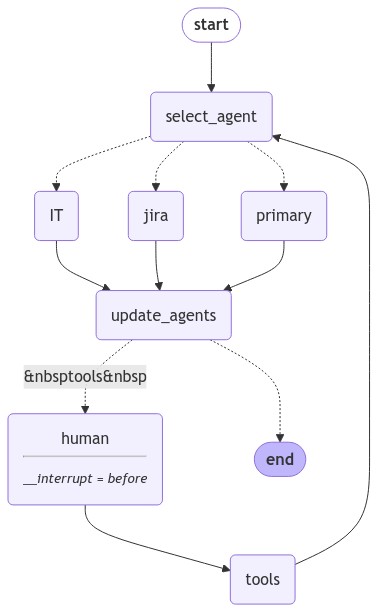 start
select_agent
IT
jira
primary
update_agents
&nbsptools&nbsp
human
__interrupt = before
end
tools